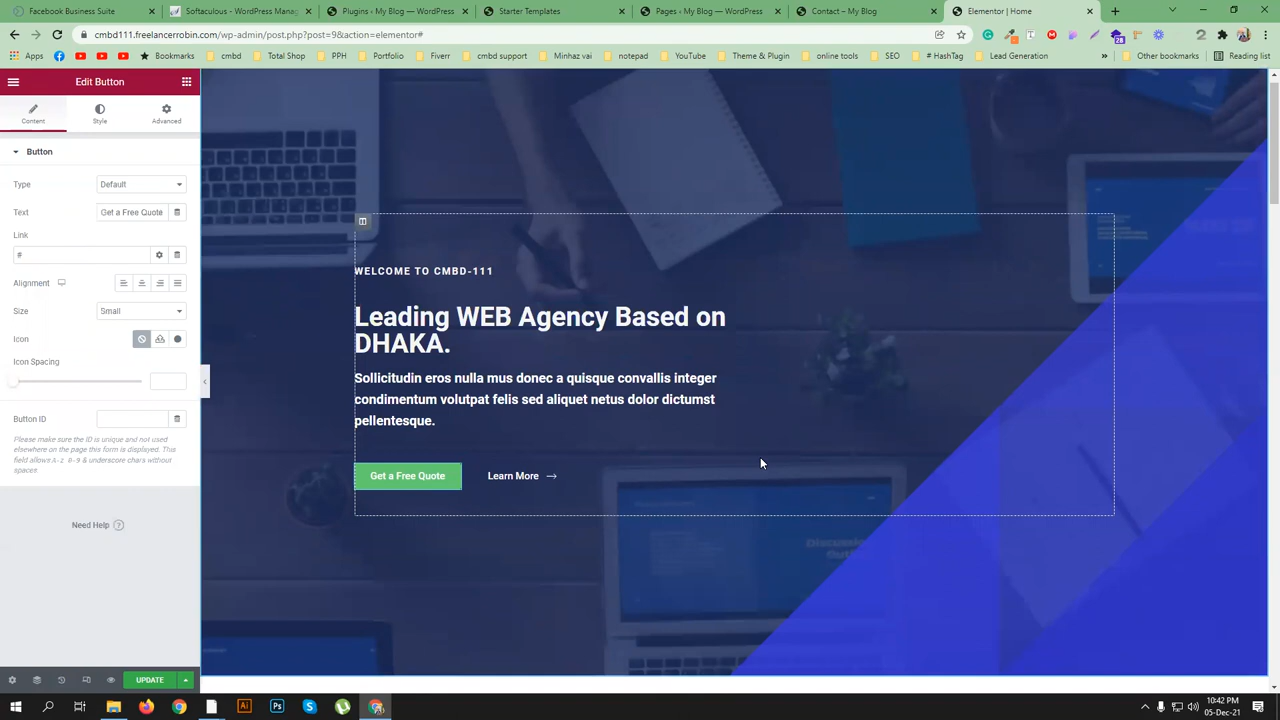 Facebook
Softaculous - WordPress Manag
Plugins ‹ My Blog — WordPress
Starter Templates
Pages ‹ My Blog — WordPress
Contact – My Blog
Elementor | Home
cmbd111.freelancerrobin.com/wp-admin/post.php?post=9&action=elementor#
Apps
Bookmarks
cmbd
Total Shop
PPH
Portfolio
Fiverr
cmbd support
Minhaz vai
notepad
YouTube
Theme & Plugin
online tools
SEO
# HashTag
Lead Generation
»
Other bookmarks
Reading list
Edit Button
Content
Style
Advanced
Button
Type
Default
Text
Get a Free Quote
Link
#
Alignment
Size
Small
Icon
Icon Spacing
Button ID
Please make sure the ID is unique and not used
elsewhere on the page this form is displayed. This
field allows A-z 0-9 & underscore chars without
spaces.
Need Help ?
UPDATE
WELCOME TO CMBD-111
Leading WEB Agency Based on
DHAKA.
Sollicitudin eros nulla mus donec a quisque convallis integer
condimentum volutpat felis sed aliquet netus dolor dictumst
pellentesque.
Get a Free Quote
Learn More
10:42 PM
05-Dec-21